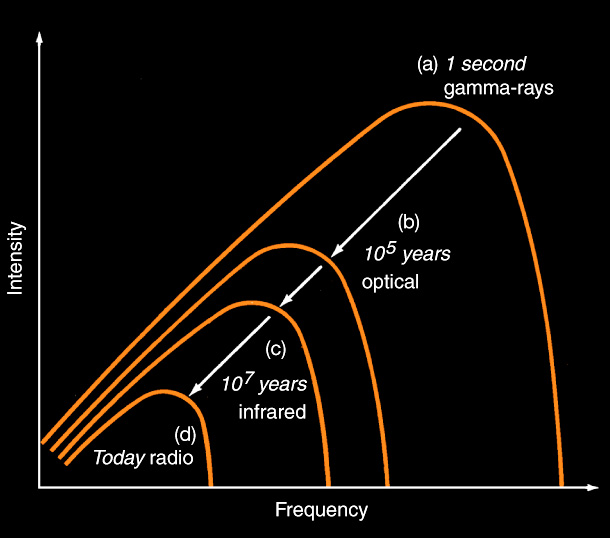 (a) 1 second
gamma-rays
(b)
10⁵ years
optical
(c)
10⁷ years
infrared
(d)
Today radio
Intensity
Frequency